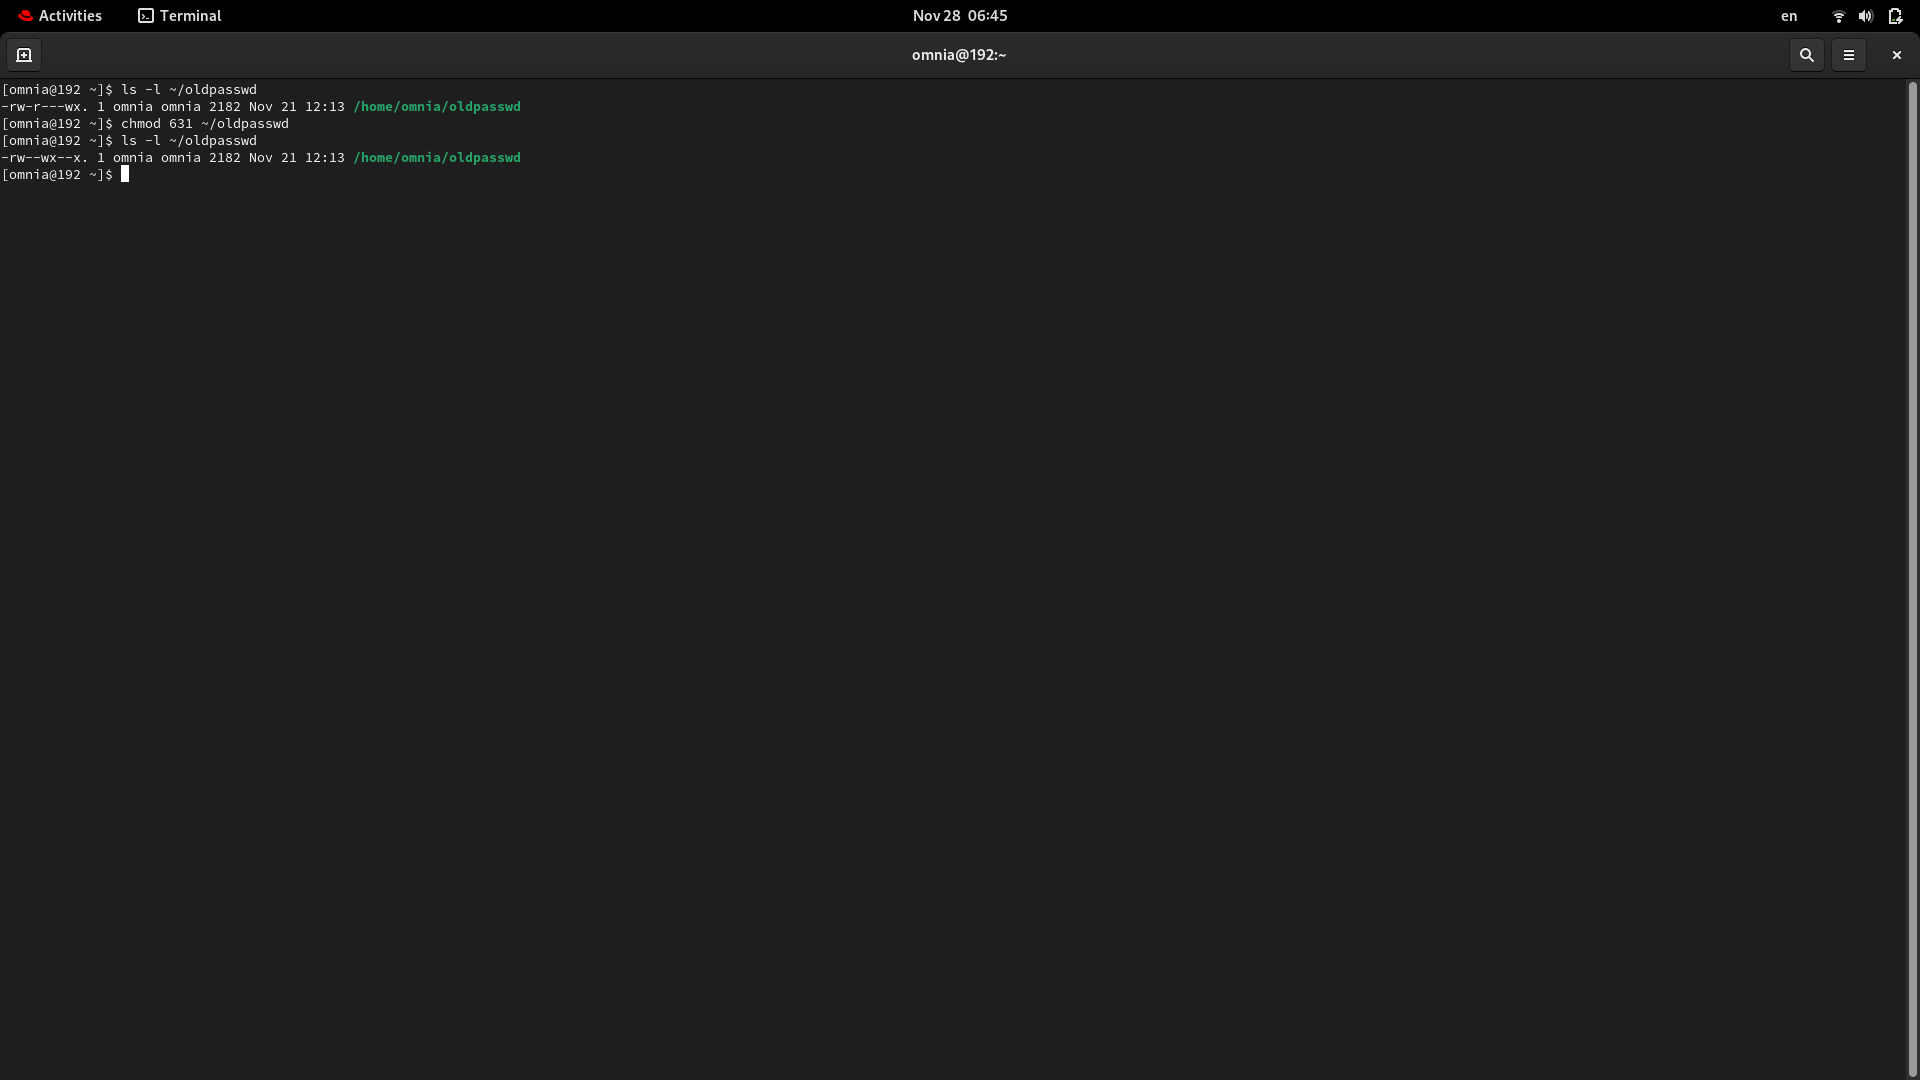 Activities Terminal Nov 28 06:45 en
omnia@192:~
[omnia@192 ~]$ ls -l ~/oldpasswd
-rw-r---wx. 1 omnia omnia 2182 Nov 21 12:13 /home/omnia/oldpasswd
[omnia@192 ~]$ chmod 631 ~/oldpasswd
[omnia@192 ~]$ ls -l ~/oldpasswd
-rw--wx--x. 1 omnia omnia 2182 Nov 21 12:13 /home/omnia/oldpasswd
[omnia@192 ~]$